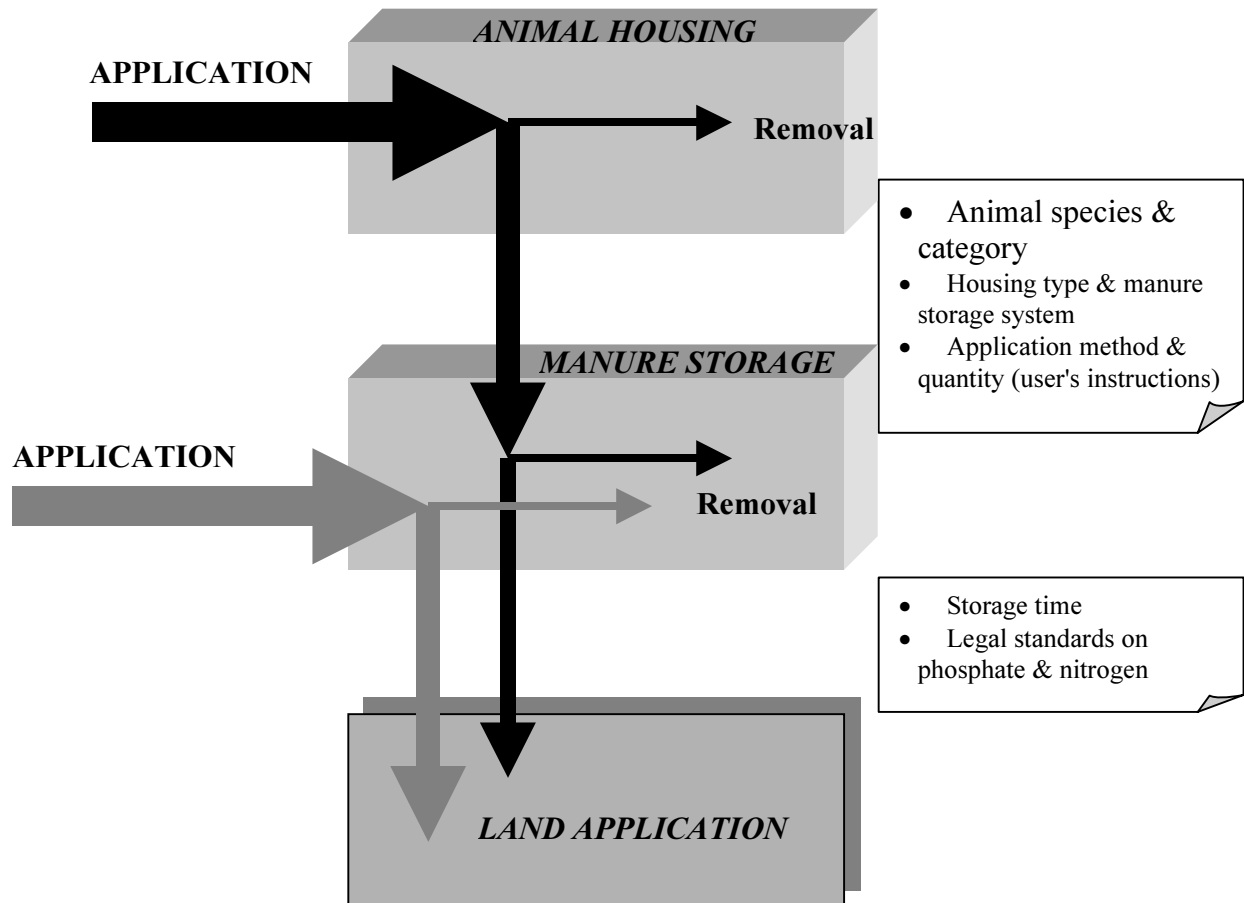 ANIMAL HOUSING
APPLICATION
Removal
• Animal species &
category
• Housing type & manure
storage system
• Application method &
quantity (user's instructions)
MANURE STORAGE
APPLICATION
Removal
• Storage time
• Legal standards on
phosphate & nitrogen
LAND APPLICATION